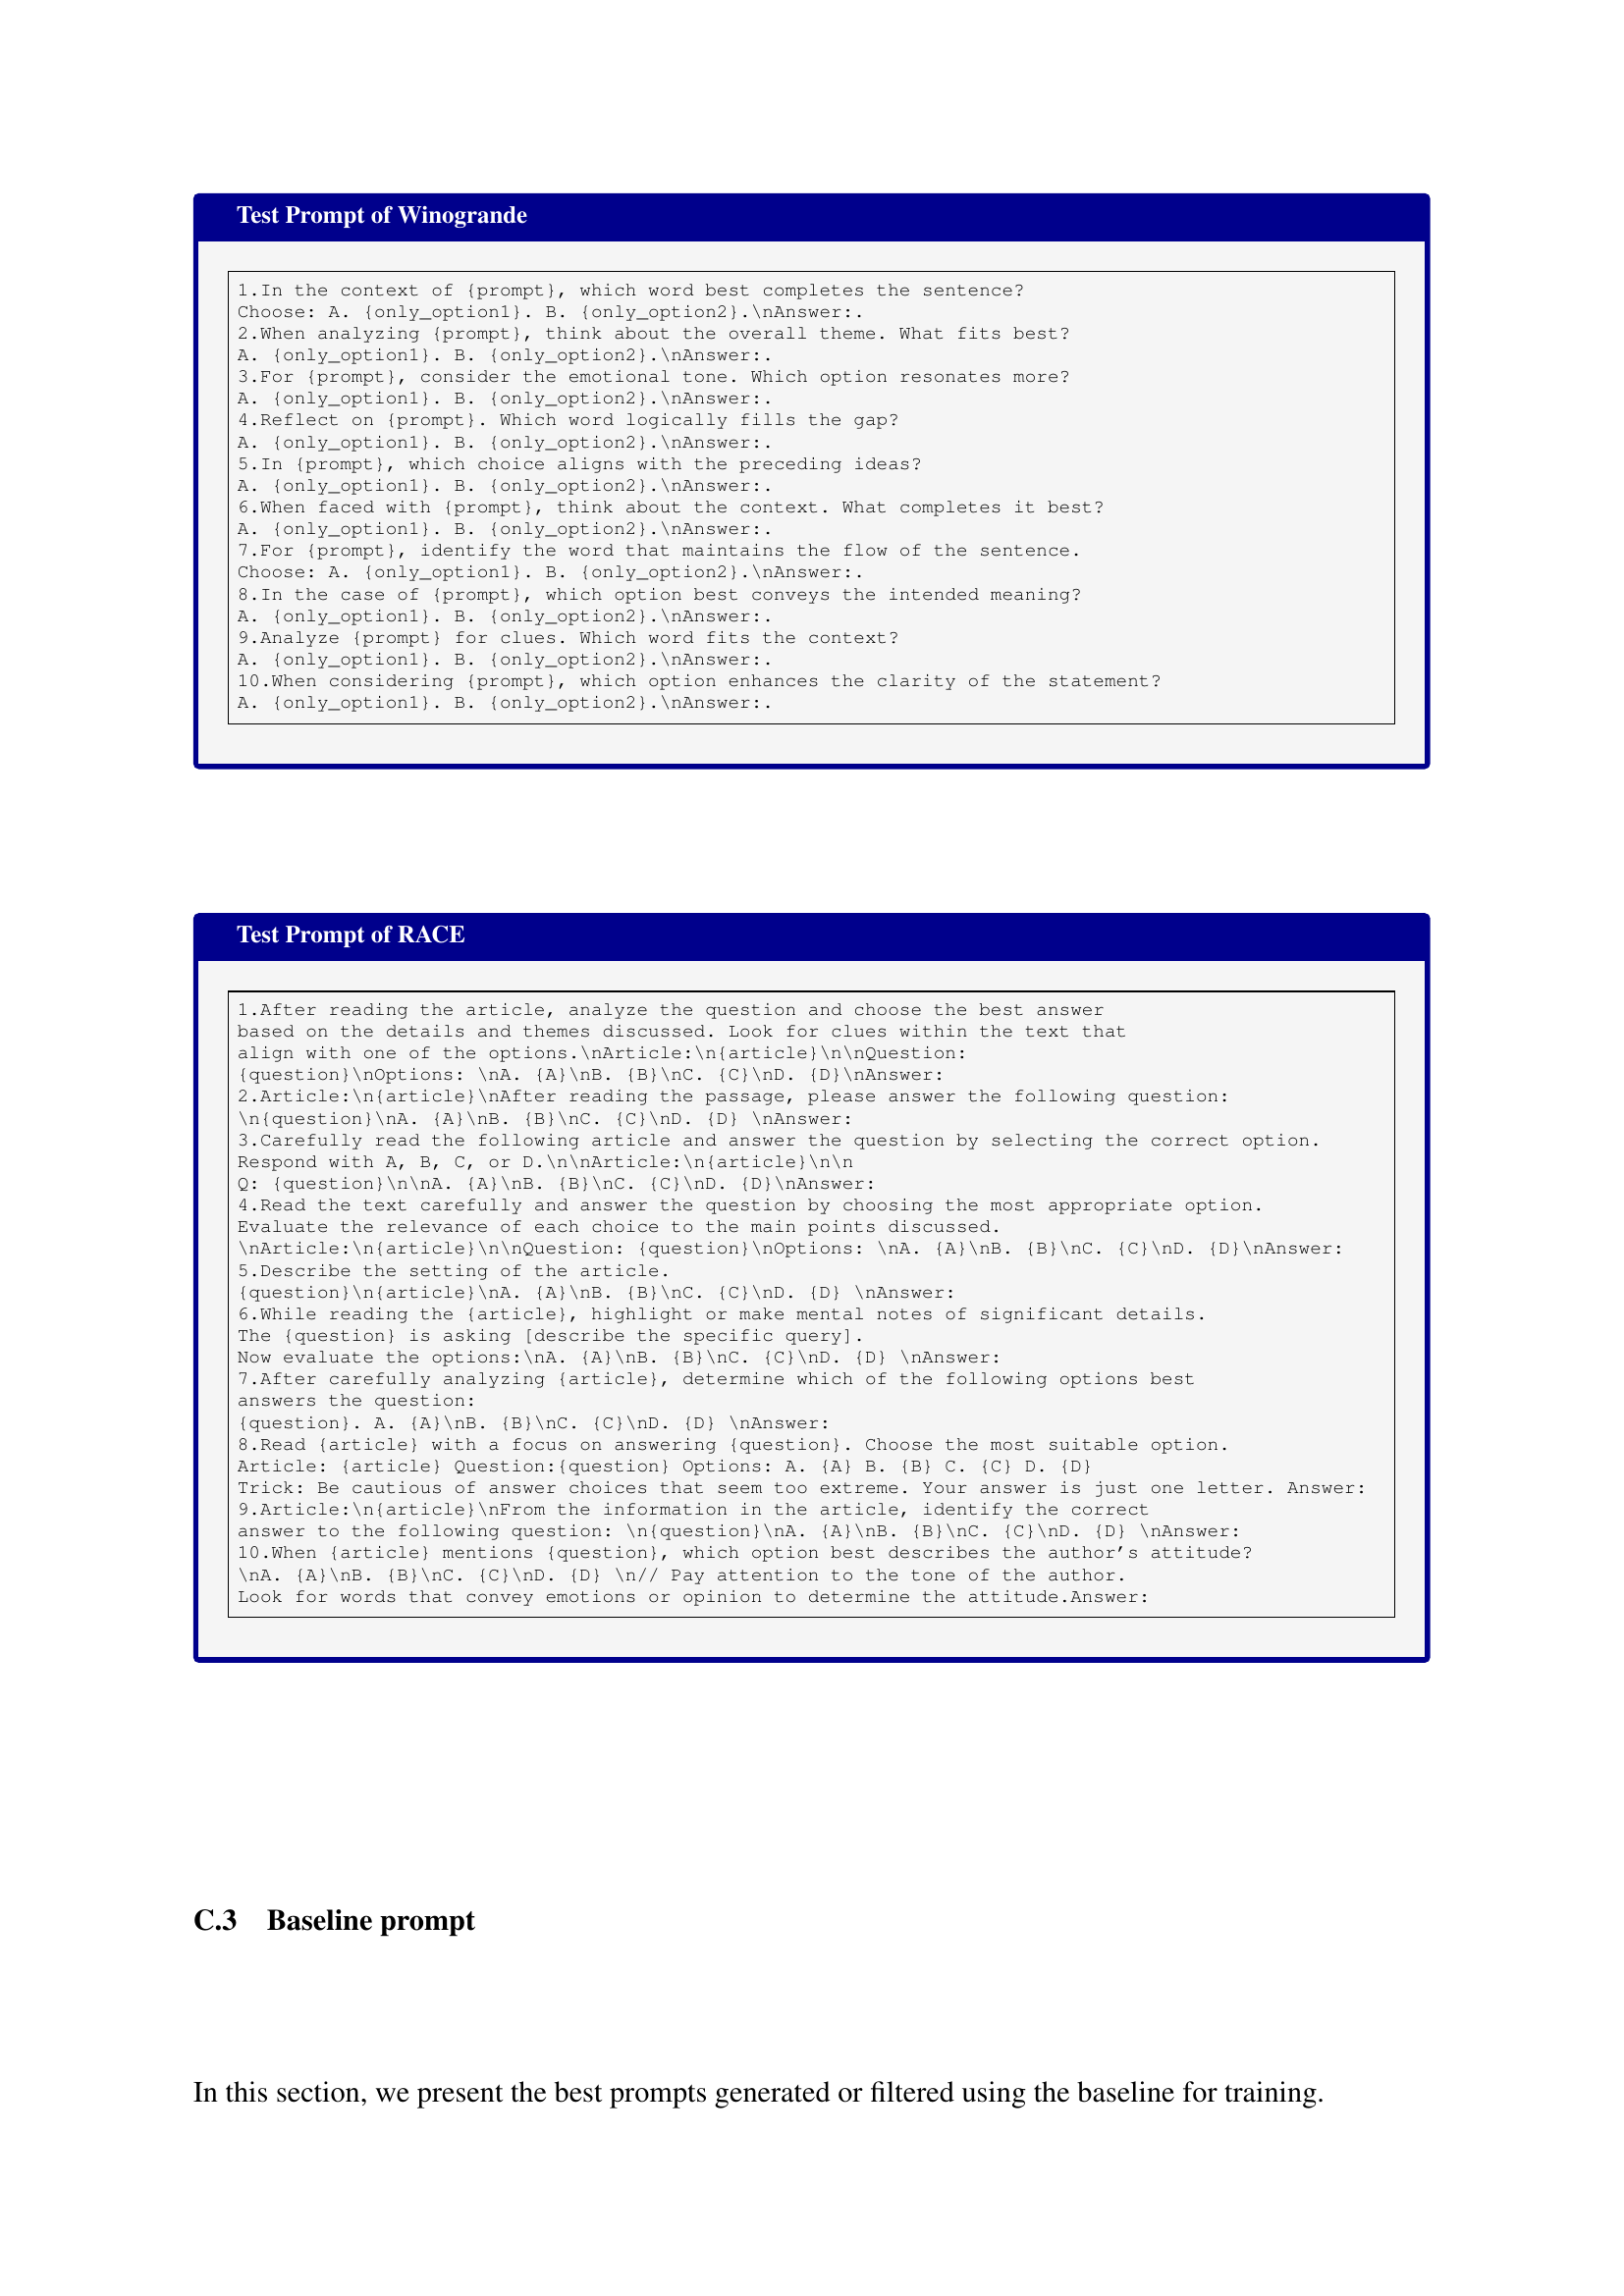 Test Prompt of Winogrande
1.In the context of {prompt}, which word best completes the sentence?
Choose: A. {only_option1}. B. {only_option2}.\nAnswer:.
2.When analyzing {prompt}, think about the overall theme. What fits best?
A. {only_option1}. B. {only_option2}.\nAnswer:.
3.For {prompt}, consider the emotional tone. Which option resonates more?
A. {only_option1}. B. {only_option2}.\nAnswer:.
4.Reflect on {prompt}. Which word logically fills the gap?
A. {only_option1}. B. {only_option2}.\nAnswer:.
5.In {prompt}, which choice aligns with the preceding ideas?
A. {only_option1}. B. {only_option2}.\nAnswer:.
6.When faced with {prompt}, think about the context. What completes it best?
A. {only_option1}. B. {only_option2}.\nAnswer:.
7.For {prompt}, identify the word that maintains the flow of the sentence.
Choose: A. {only_option1}. B. {only_option2}.\nAnswer:.
8.In the case of {prompt}, which option best conveys the intended meaning?
A. {only_option1}. B. {only_option2}.\nAnswer:.
9.Analyze {prompt} for clues. Which word fits the context?
A. {only_option1}. B. {only_option2}.\nAnswer:.
10.When considering {prompt}, which option enhances the clarity of the statement?
A. {only_option1}. B. {only_option2}.\nAnswer:.
Test Prompt of RACE
1.After reading the article, analyze the question and choose the best answer
based on the details and themes discussed. Look for clues within the text that
align with one of the options.\nArticle:\n{article}\n\nQuestion:
{question}\nOptions: \nA. {A}\nB. {B}\nC. {C}\nD. {D}\nAnswer:
2.Article:\n{article}\nAfter reading the passage, please answer the following question:
\n{question}\nA. {A}\nB. {B}\nC. {C}\nD. {D} \nAnswer:
3.Carefully read the following article and answer the question by selecting the correct option.
Respond with A, B, C, or D.\n\nArticle:\n{article}\n\n
Q: {question}\n\nA. {A}\nB. {B}\nC. {C}\nD. {D}\nAnswer:
4.Read the text carefully and answer the question by choosing the most appropriate option.
Evaluate the relevance of each choice to the main points discussed.
\nArticle:\n{article}\n\nQuestion: {question}\nOptions: \nA. {A}\nB. {B}\nC. {C}\nD. {D}\nAnswer:
5.Describe the setting of the article.
{question}\n{article}\nA. {A}\nB. {B}\nC. {C}\nD. {D} \nAnswer:
6.While reading the {article}, highlight or make mental notes of significant details.
The {question} is asking [describe the specific query].
Now evaluate the options:\nA. {A}\nB. {B}\nC. {C}\nD. {D} \nAnswer:
7.After carefully analyzing {article}, determine which of the following options best
answers the question:
{question}. A. {A}\nB. {B}\nC. {C}\nD. {D} \nAnswer:
8.Read {article} with a focus on answering {question}. Choose the most suitable option.
Article: {article} Question:{question} Options: A. {A} B. {B} C. {C} D. {D}
Trick: Be cautious of answer choices that seem too extreme. Your answer is just one letter. Answer:
9.Article:\n{article}\nFrom the information in the article, identify the correct
answer to the following question: \n{question}\nA. {A}\nB. {B}\nC. {C}\nD. {D} \nAnswer:
10.When {article} mentions {question}, which option best describes the author's attitude?
\nA. {A}\nB. {B}\nC. {C}\nD. {D} \n// Pay attention to the tone of the author.
Look for words that convey emotions or opinion to determine the attitude.Answer:
C.3 Baseline prompt
In this section, we present the best prompts generated or filtered using the baseline for training.